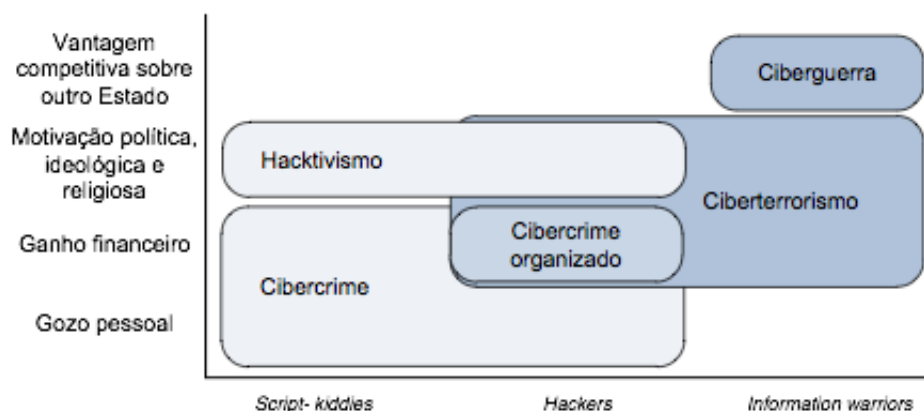 Vantagem
competitiva sobre
outro Estado
Ciberguerra
Motivação política,
ideológica e
religiosa
Hacktivismo
Ciberterrorismo
Ganho financeiro
Cibercrime
organizado
Cibercrime
Gozo pessoal
Script- kiddies
Hackers
Information warriors